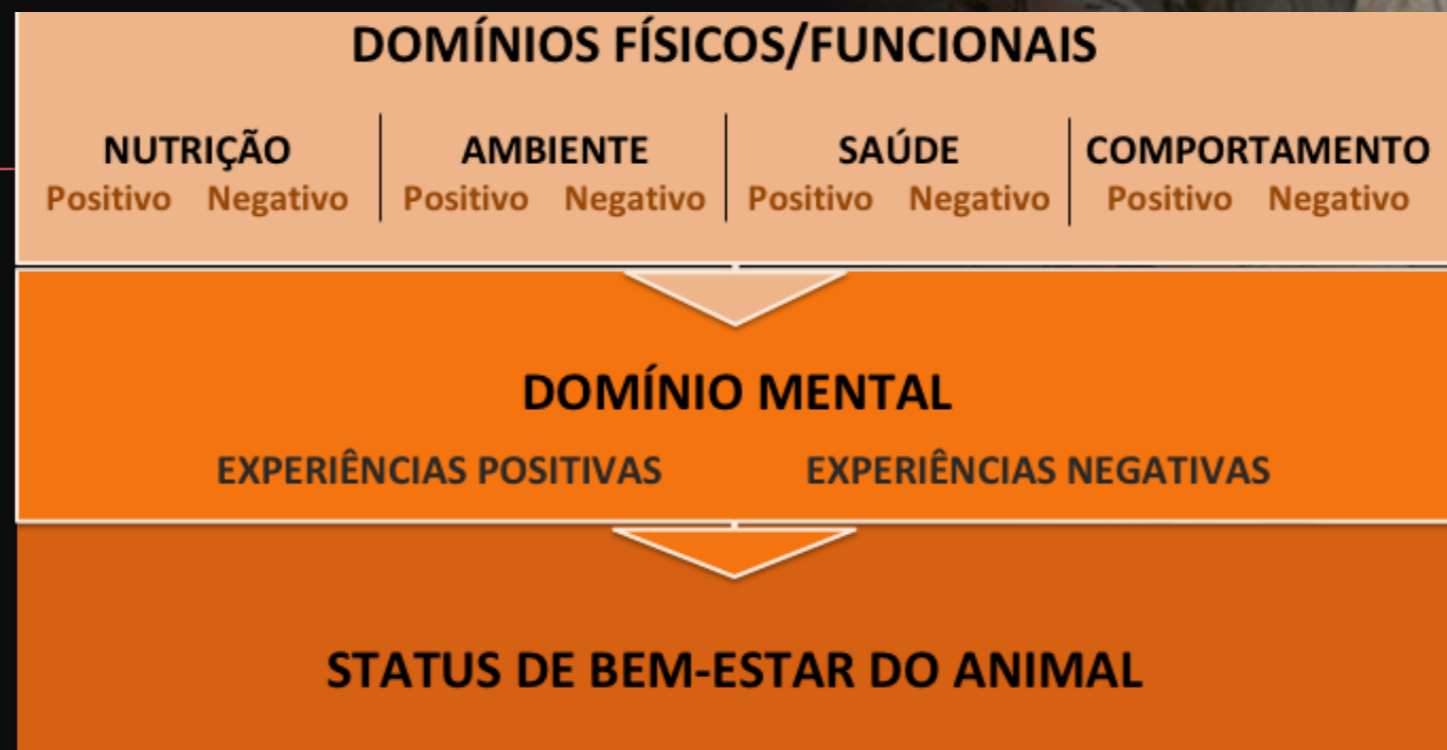 DOMÍNIOS FÍSICOS/FUNCIONAIS
NUTRIÇÃO AMBIENTE SAÚDE COMPORTAMENTO
Positivo Negativo Positivo Negativo Positivo Negativo Positivo Negativo
DOMÍNIO MENTAL
EXPERIÊNCIAS POSITIVAS EXPERIÊNCIAS NEGATIVAS
STATUS DE BEM-ESTAR DO ANIMAL